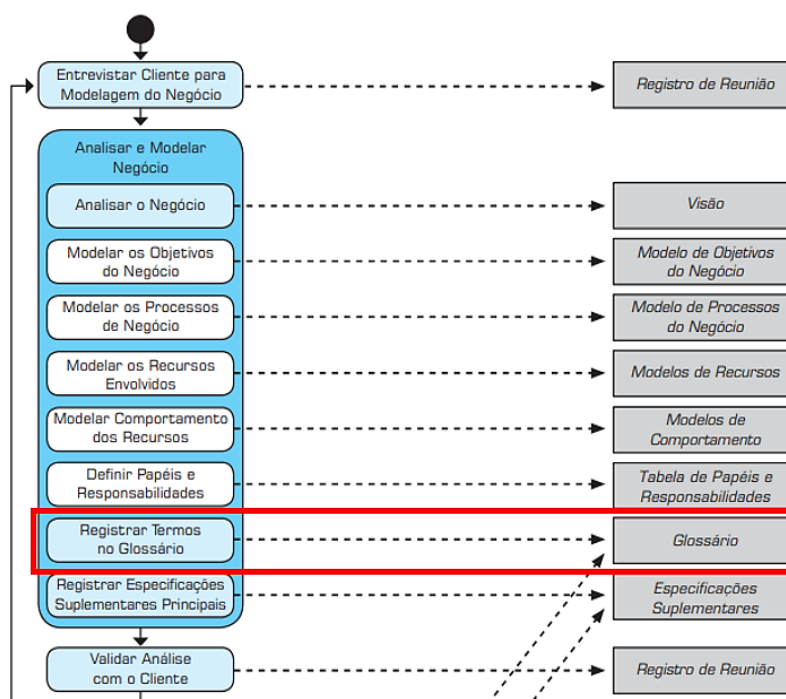 Entrevistar Cliente para
Modelagem do Negócio
Registro de Reunião
Analisar e Modelar
Negócio
Analisar o Negócio
Visão
Modelar os Objetivos
do Negócio
Modelo de Objetivos
do Negócio
Modelar os Processos
de Negócio
Modelo de Processos
do Negócio
Modelar os Recursos
Envolvidos
Modelos de Recursos
Modelar Comportamento
dos Recursos
Modelos de
Comportamento
Definir Papéis e
Responsabilidades
Tabela de Papéis e
Responsabilidades
Registrar Termos
no Glossário
Glossário
Registrar Especificações
Suplementares Principais
Especificações
Suplementares
Validar Análise
com o Cliente
Registro de Reunião